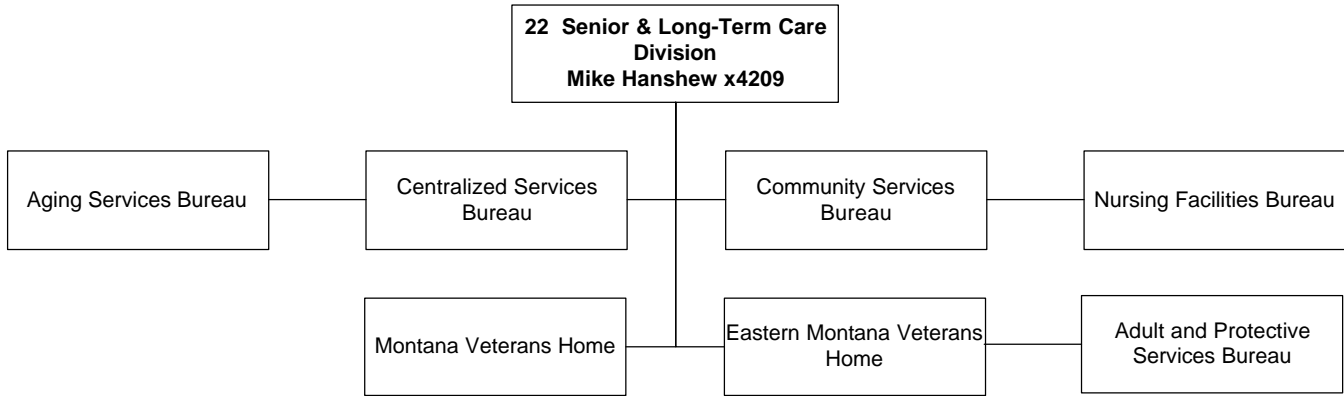 22 Senior & Long-Term Care
Division
Mike Hanshew x4209
Aging Services Bureau
Centralized Services
Bureau
Community Services
Bureau
Nursing Facilities Bureau
Montana Veterans Home
Eastern Montana Veterans
Home
Adult and Protective
Services Bureau